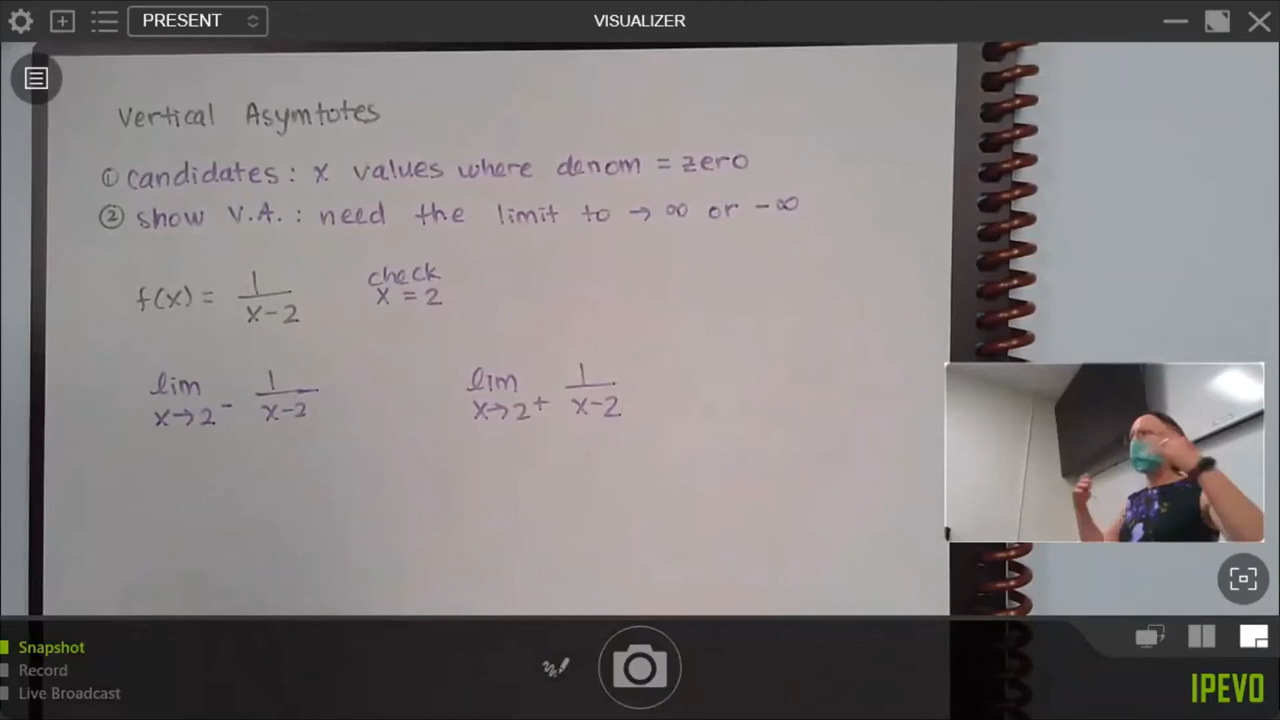 PRESENT
VISUALIZER
Vertical Asymtotes
① candidates: x values where denom = zero
② show V.A.: need the limit to → ∞ or -∞
f(x) = 1/(x-2) check x = 2
lim x→2⁻ 1/(x-2) lim x→2⁺ 1/(x-2)
Snapshot
Record
Live Broadcast
IPEVO